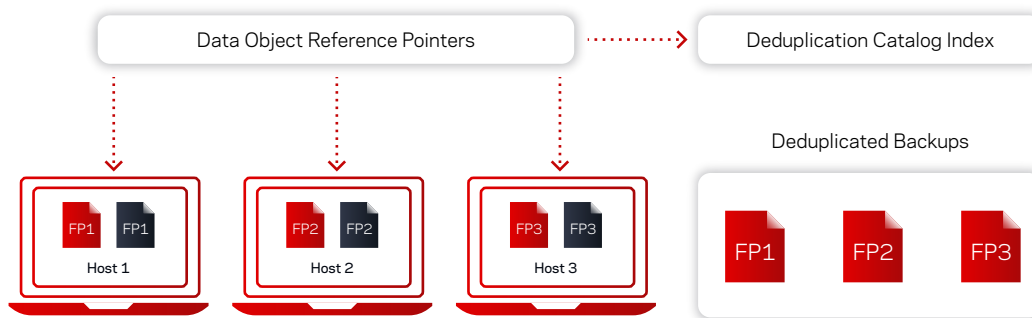 Data Object Reference Pointers
Deduplication Catalog Index
Deduplicated Backups
FP1 FP1
Host 1
FP2 FP2
Host 2
FP3 FP3
Host 3
FP1 FP2 FP3